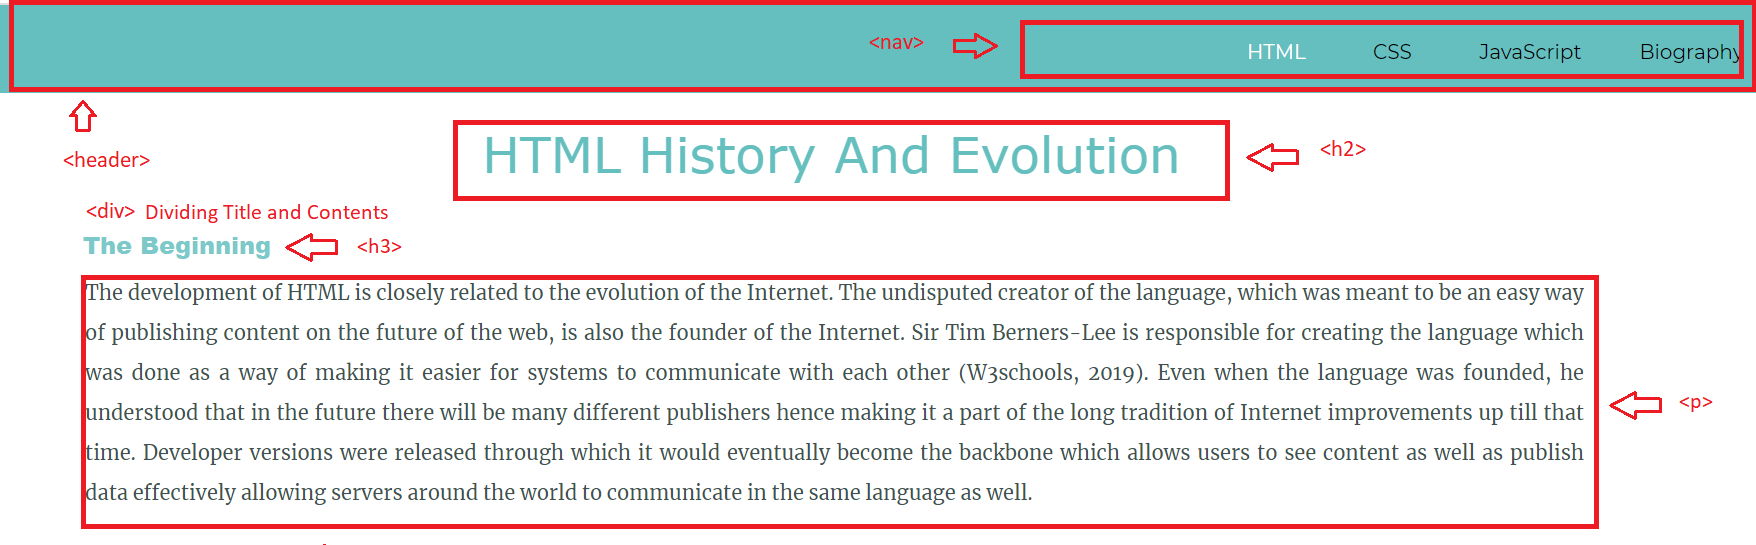 <nav>
HTML CSS JavaScript Biography
<header>
HTML History And Evolution
<h2>
<div> Dividing Title and Contents
The Beginning
<h3>
The development of HTML is closely related to the evolution of the Internet. The undisputed creator of the language, which was meant to be an easy way
of publishing content on the future of the web, is also the founder of the Internet. Sir Tim Berners-Lee is responsible for creating the language which
was done as a way of making it easier for systems to communicate with each other (W3schools, 2019). Even when the language was founded, he
understood that in the future there will be many different publishers hence making it a part of the long tradition of Internet improvements up till that
time. Developer versions were released through which it would eventually become the backbone which allows users to see content as well as publish
data effectively allowing servers around the world to communicate in the same language as well.
<p>